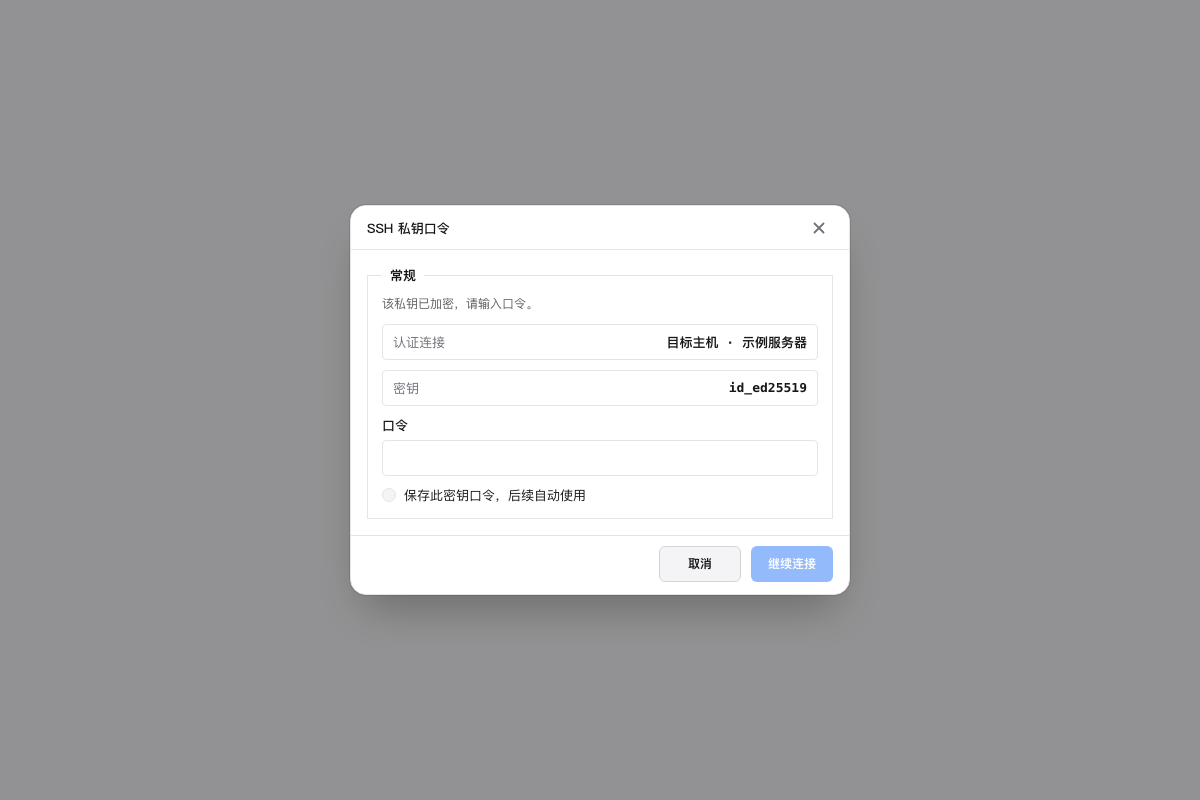 SSH 私钥口令
常规
该私钥已加密，请输入口令。
认证连接 目标主机 · 示例服务器
密钥 id_ed25519
口令
保存此密钥口令，后续自动使用
取消 继续连接